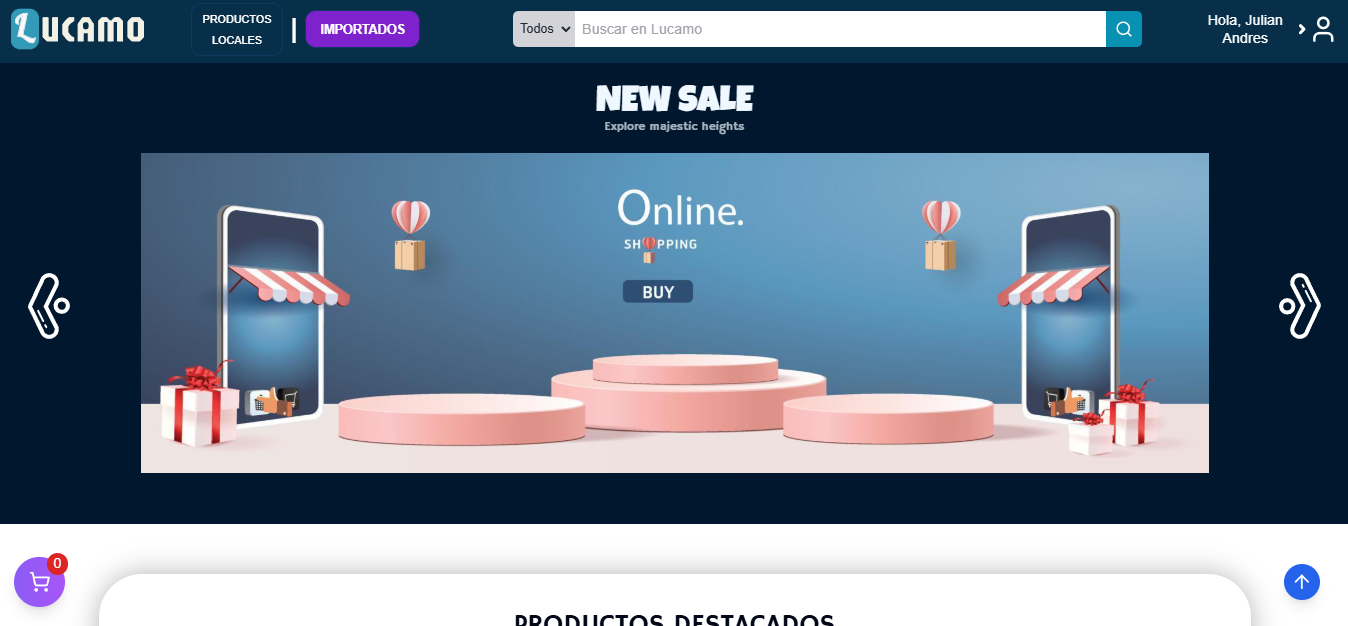 LUCAMO
PRODUCTOS
LOCALES
IMPORTADOS
Todos
Buscar en Lucamo
Hola, Julian
Andres
NEW SALE
Explore majestic heights
Online.
SHOPPING
BUY
0
PRODUCTOS DESTACADOS